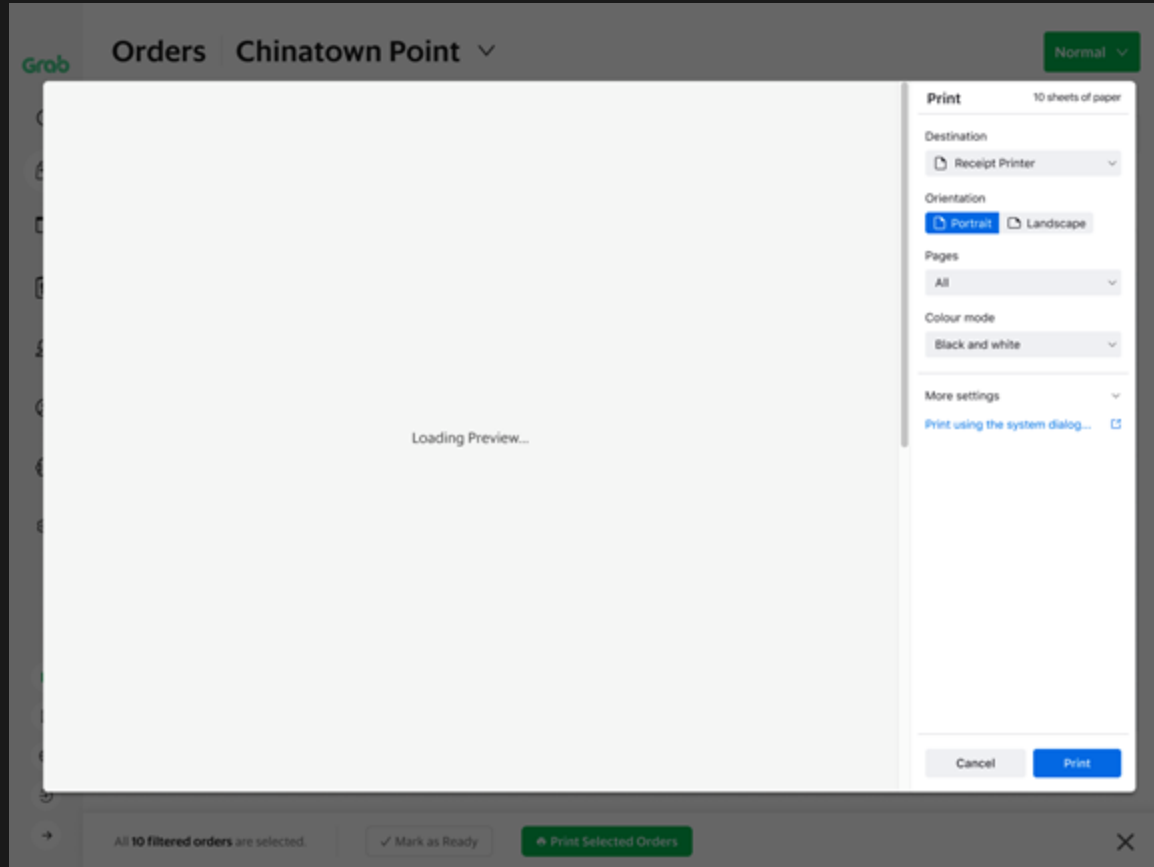 Grab
Orders
Chinatown Point
Normal
Print
10 sheets of paper
Destination
Receipt Printer
Orientation
Portrait
Landscape
Pages
All
Colour mode
Black and white
More settings
Print using the system dialog...
Loading Preview...
Cancel
Print
All 10 filtered orders are selected.
Mark as Ready
Print Selected Orders